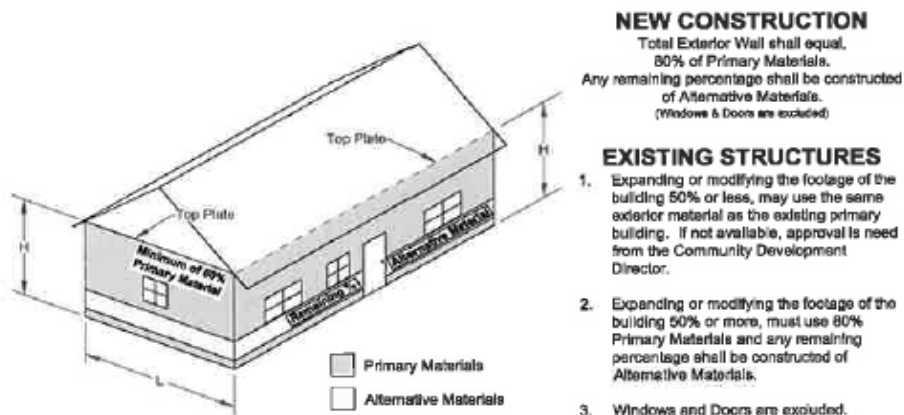 NEW CONSTRUCTION
Total Exterior Wall shall equal,
80% of Primary Materials.
Any remaining percentage shall be constructed
of Alternative Materials.
(Windows & Doors are excluded)
EXISTING STRUCTURES
1. Expanding or modifying the footage of the
building 50% or less, may use the same
exterior material as the existing primary
building. If not available, approval is need
from the Community Development
Director.
2. Expanding or modifying the footage of the
building 50% or more, must use 80%
Primary Materials and any remaining
percentage shall be constructed of
Alternative Materials.
3. Windows and Doors are excluded.
Top Plate
H
Top Plate
H
Minimum of 80%
Primary Material
Alternative Material
Remaining %
L
Primary Materials
Alternative Materials